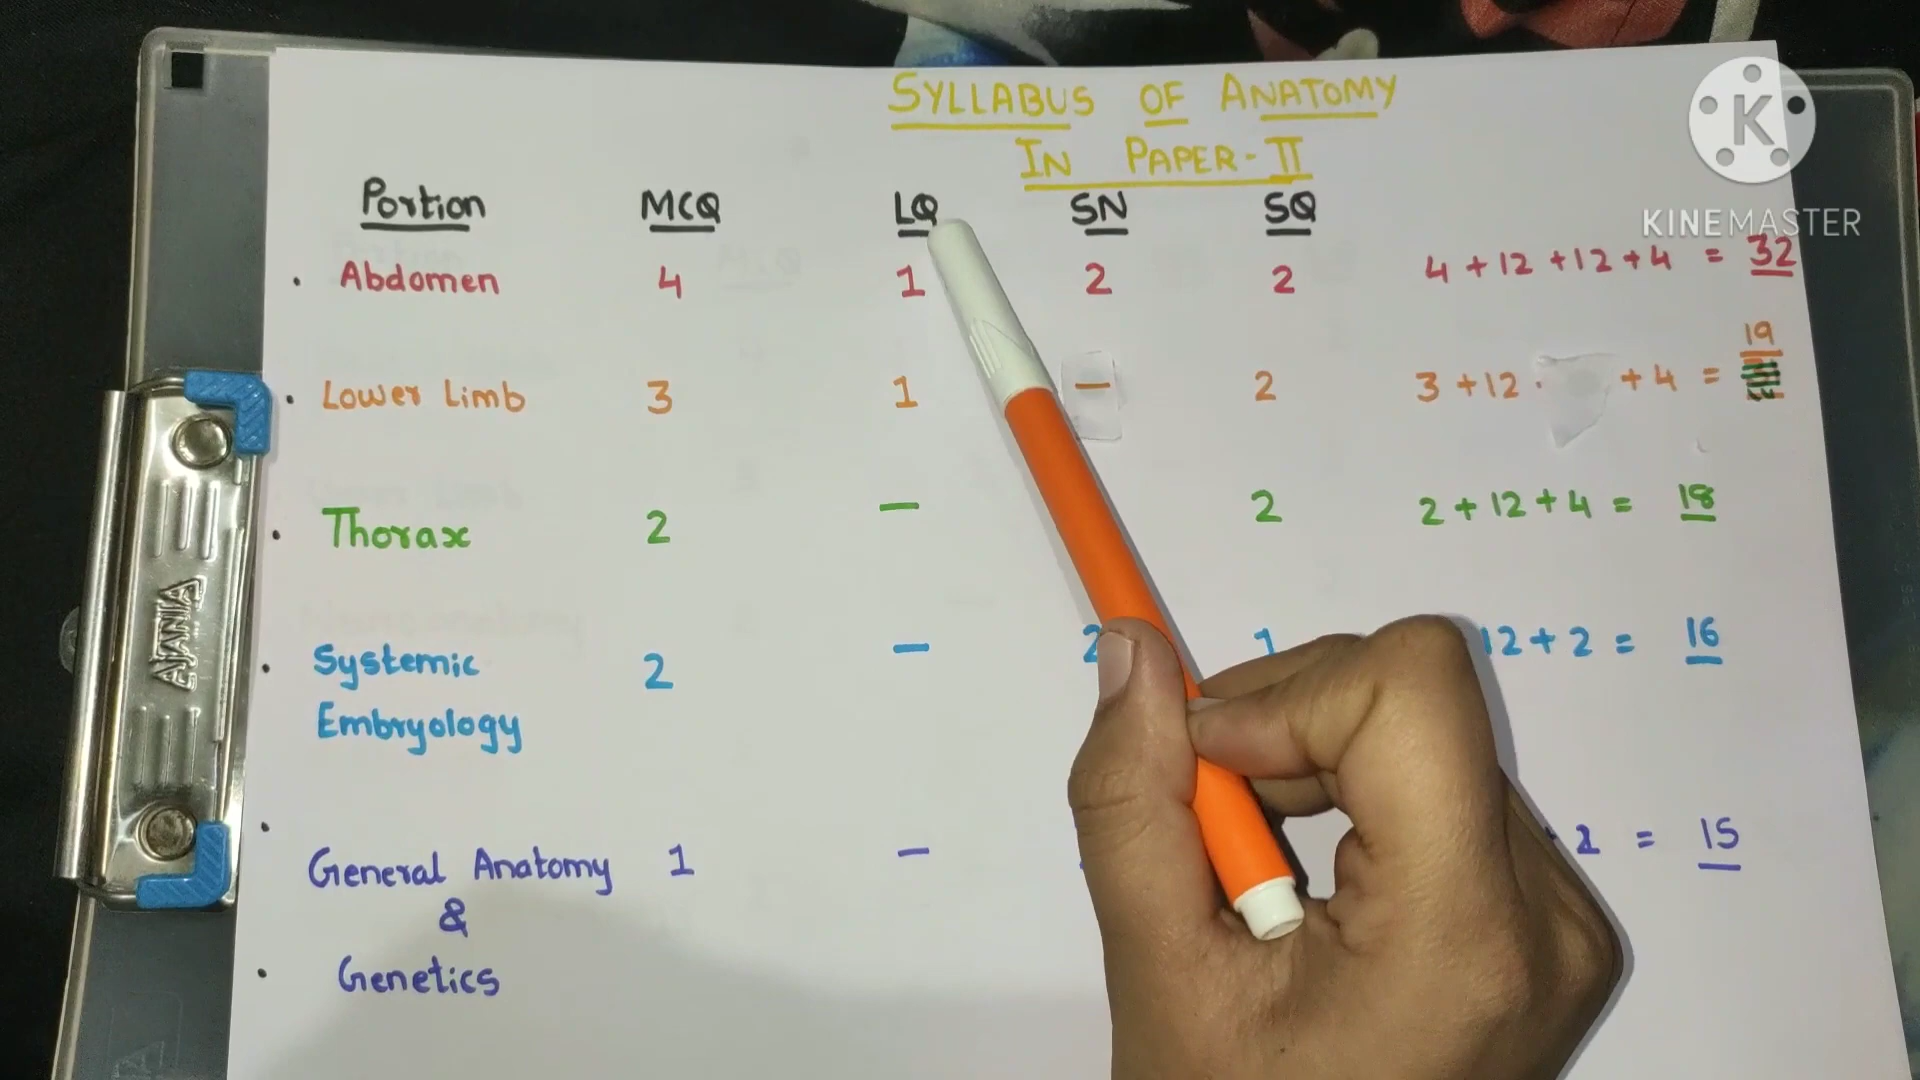 SYLLABUS OF ANATOMY
IN PAPER-II
K
KINEMASTER
Portion MCQ LQ SN SQ
. Abdomen 4 1 2 2 4 + 12 + 12 + 4 = 32
19
. Lower Limb 3 1 — 2 3 + 12 . + 4 =
. Thorax 2 — 2 2 + 12 + 4 = 18
. Systemic 2 — 2 1 12 + 2 = 16
Embryology
. General Anatomy 1 — = 15
&
. Genetics
AJANTA